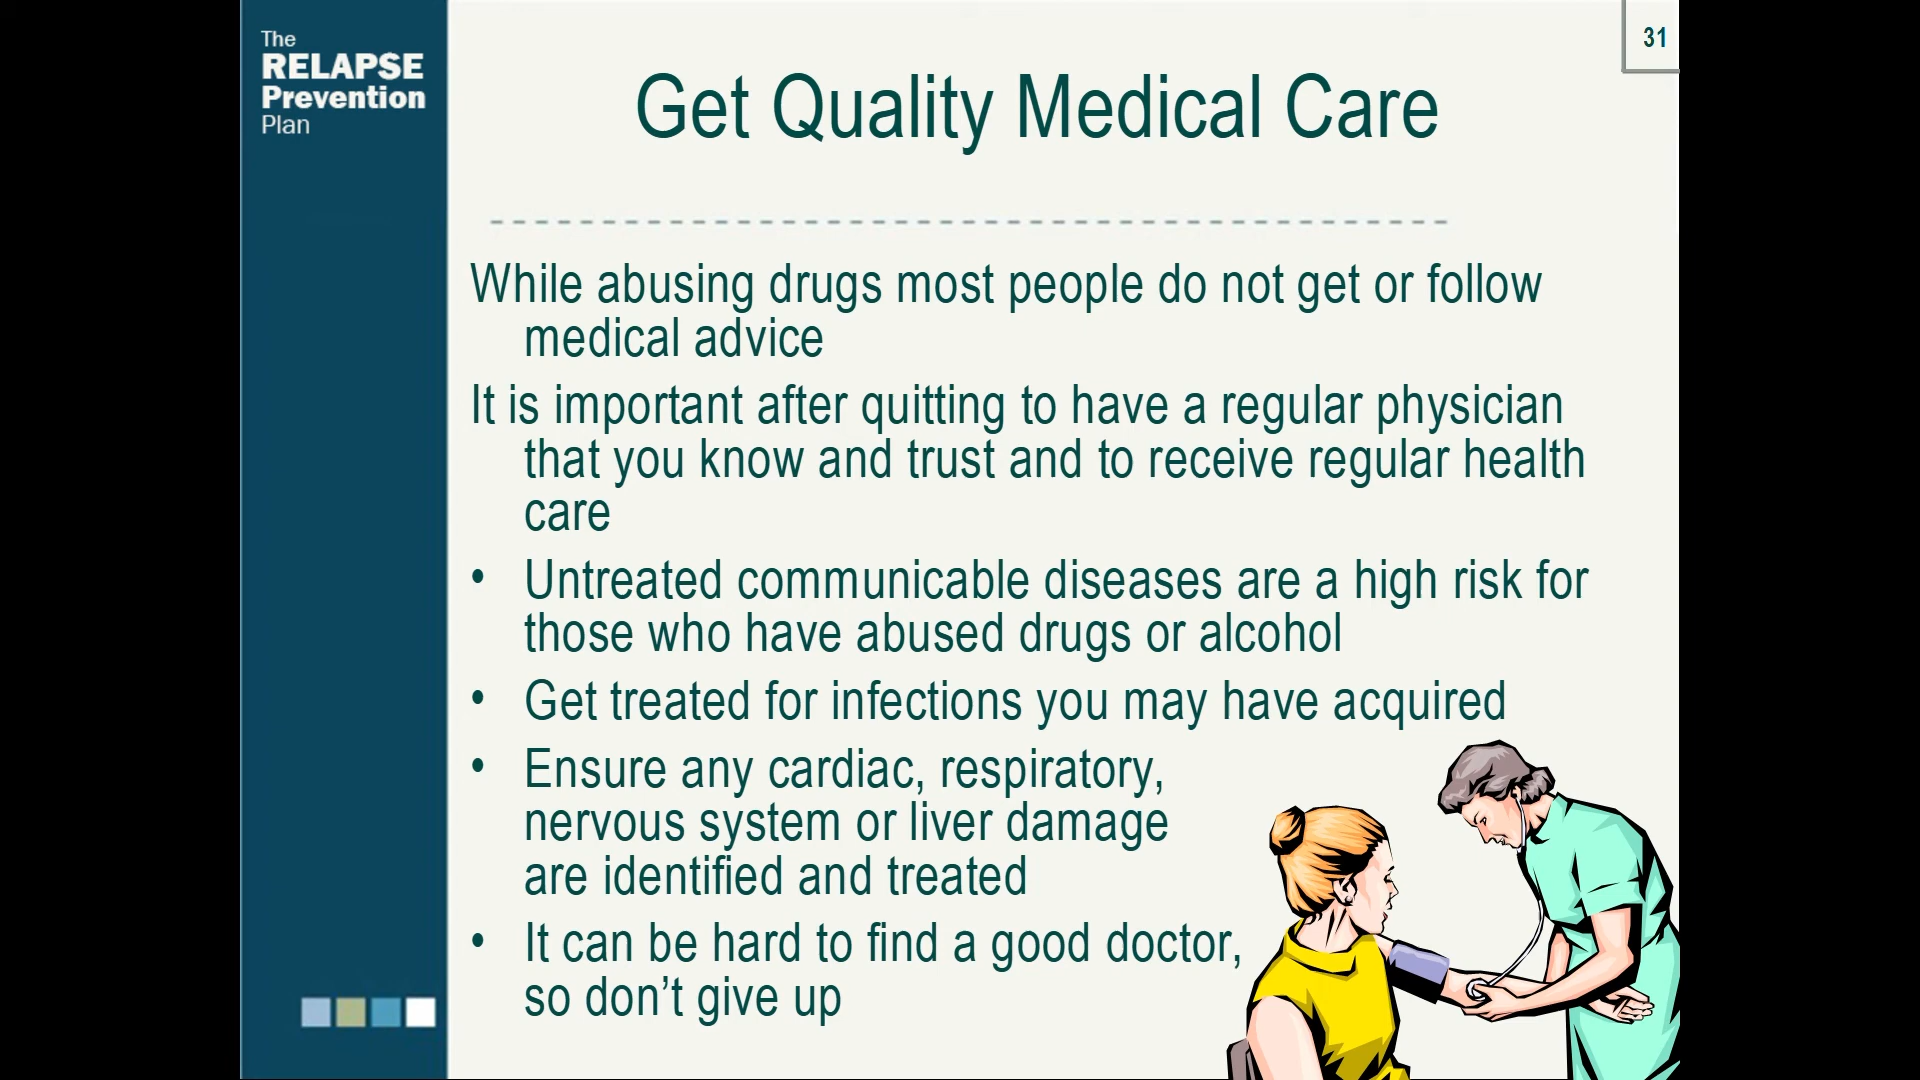 The
RELAPSE
Prevention
Plan
31
Get Quality Medical Care
While abusing drugs most people do not get or follow
medical advice
It is important after quitting to have a regular physician
that you know and trust and to receive regular health
care
• Untreated communicable diseases are a high risk for
those who have abused drugs or alcohol
• Get treated for infections you may have acquired
• Ensure any cardiac, respiratory,
nervous system or liver damage
are identified and treated
• It can be hard to find a good doctor,
so don’t give up